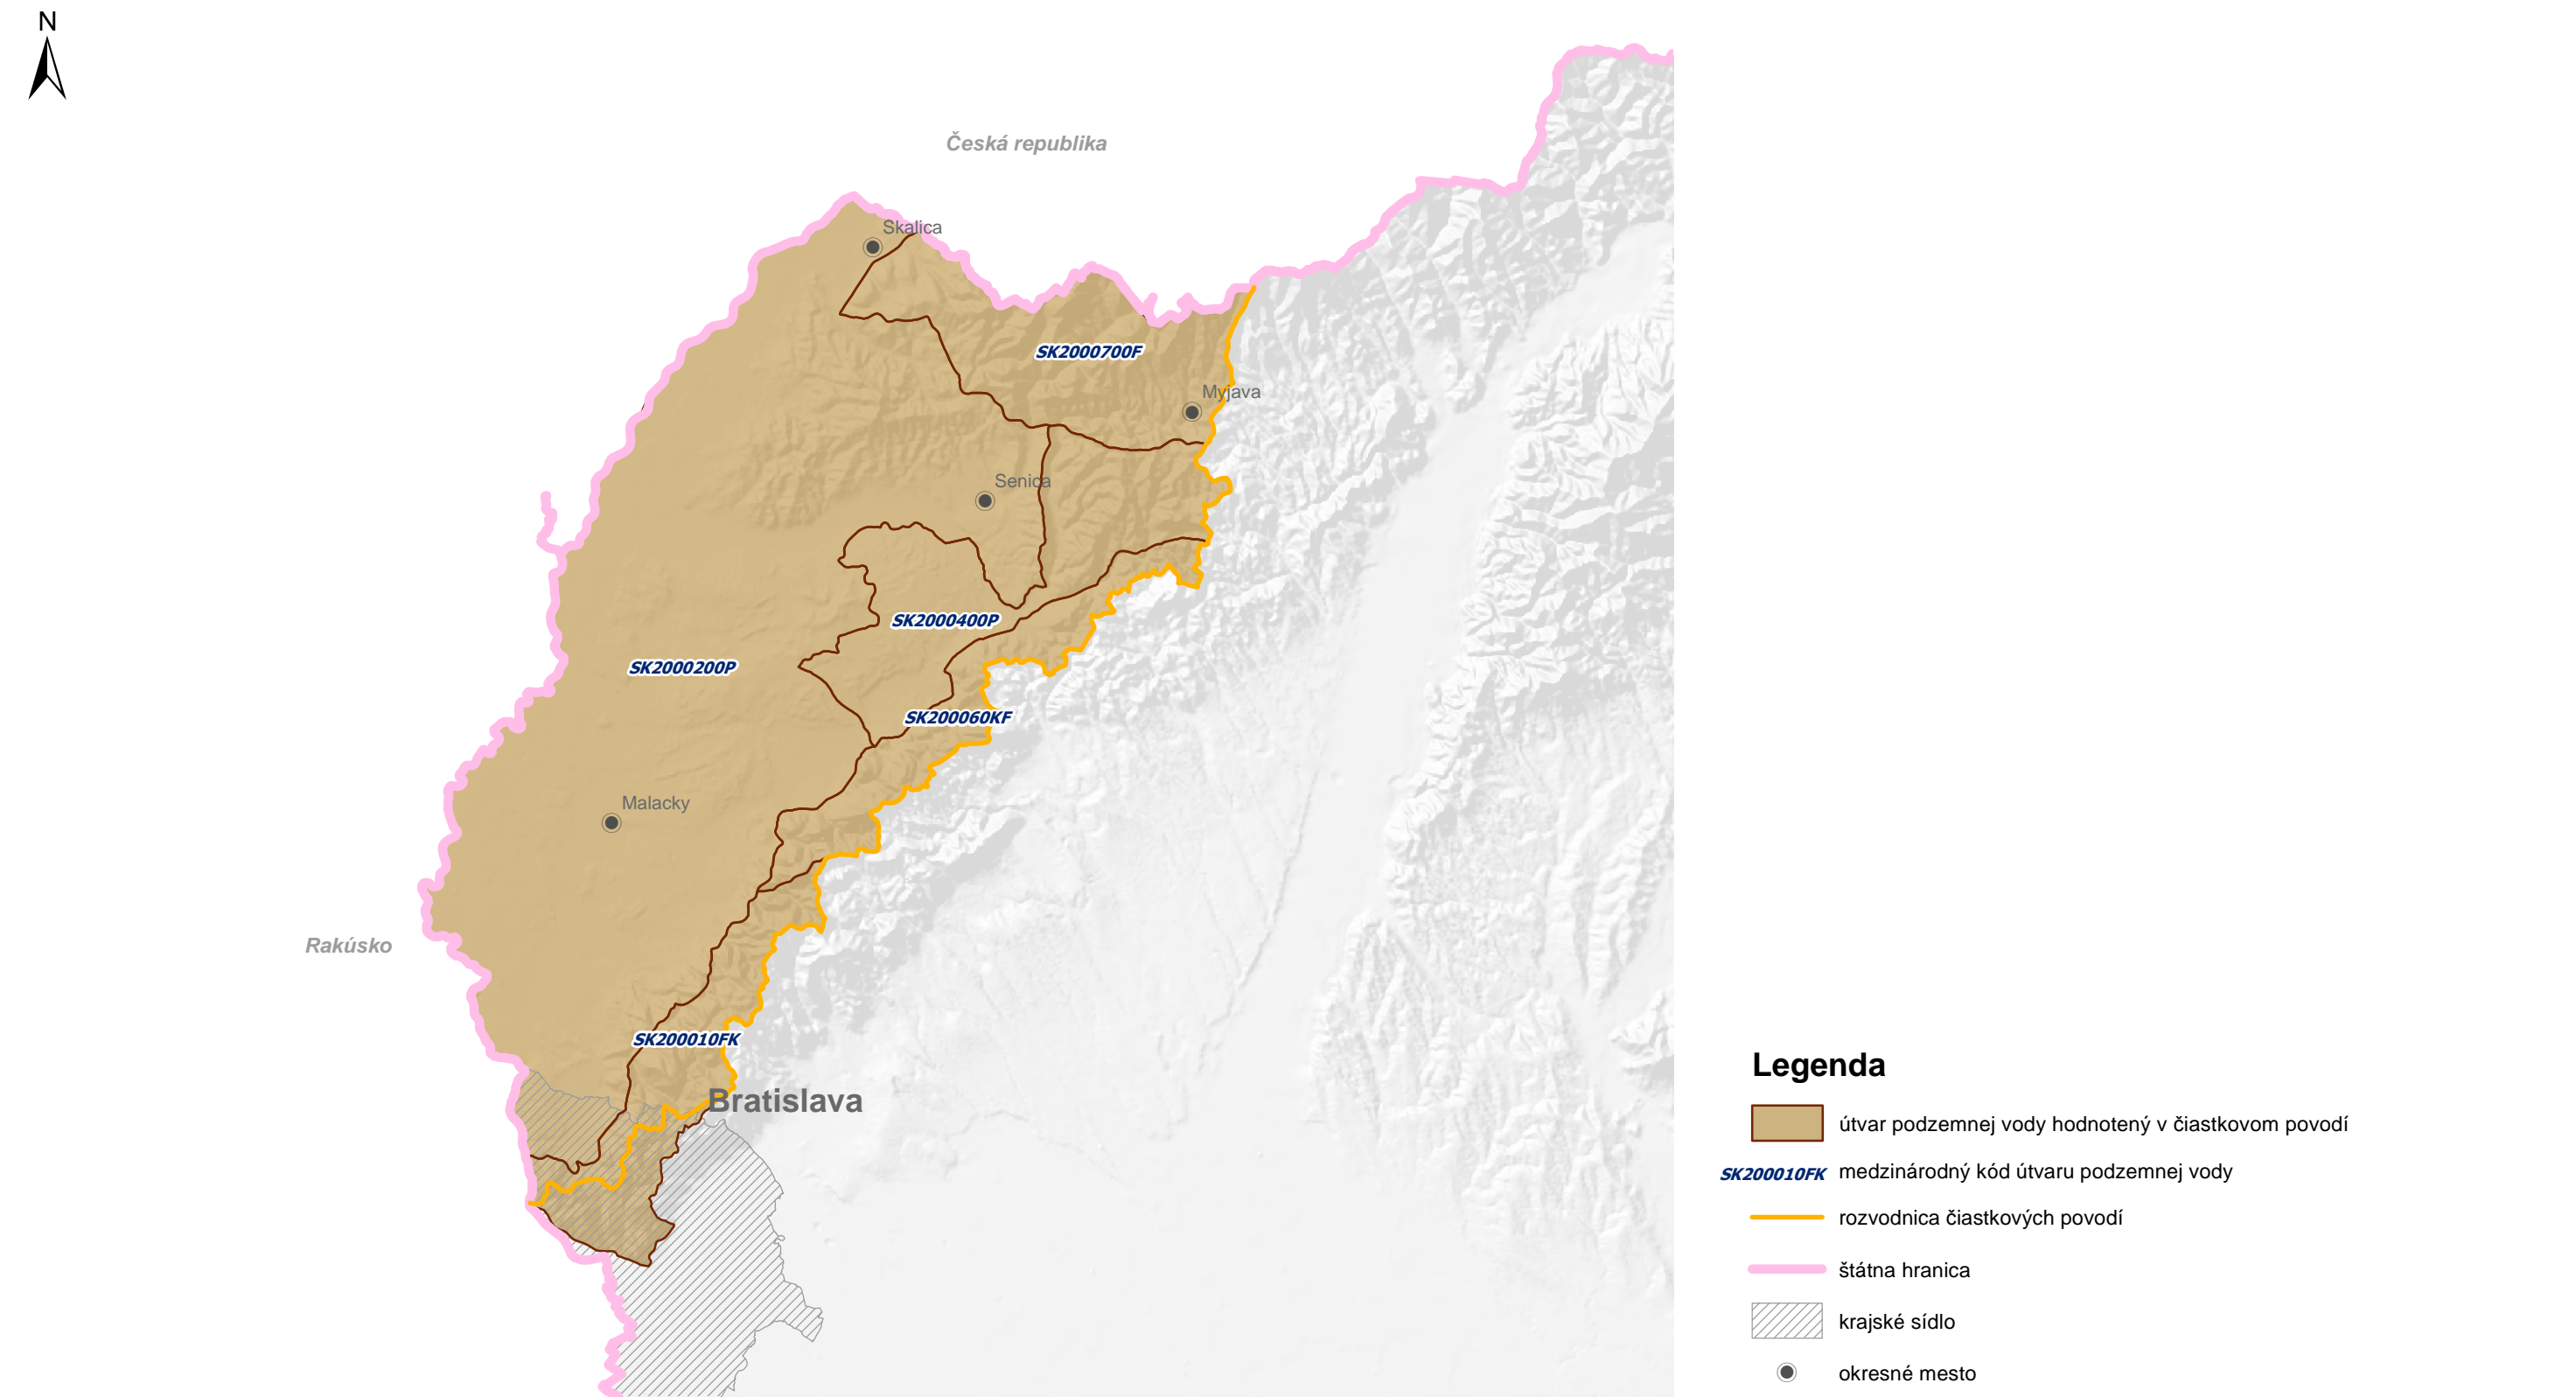 N
Česká republika
Skalica
SK2000700F
Myjava
Senica
SK2000400P
SK2000200P
SK200060KF
Malacky
Rakúsko
SK200010FK
Bratislava
Legenda
útvar podzemnej vody hodnotený v čiastkovom povodí
SK200010FK medzinárodný kód útvaru podzemnej vody
rozvodnica čiastkových povodí
štátna hranica
krajské sídlo
okresné mesto